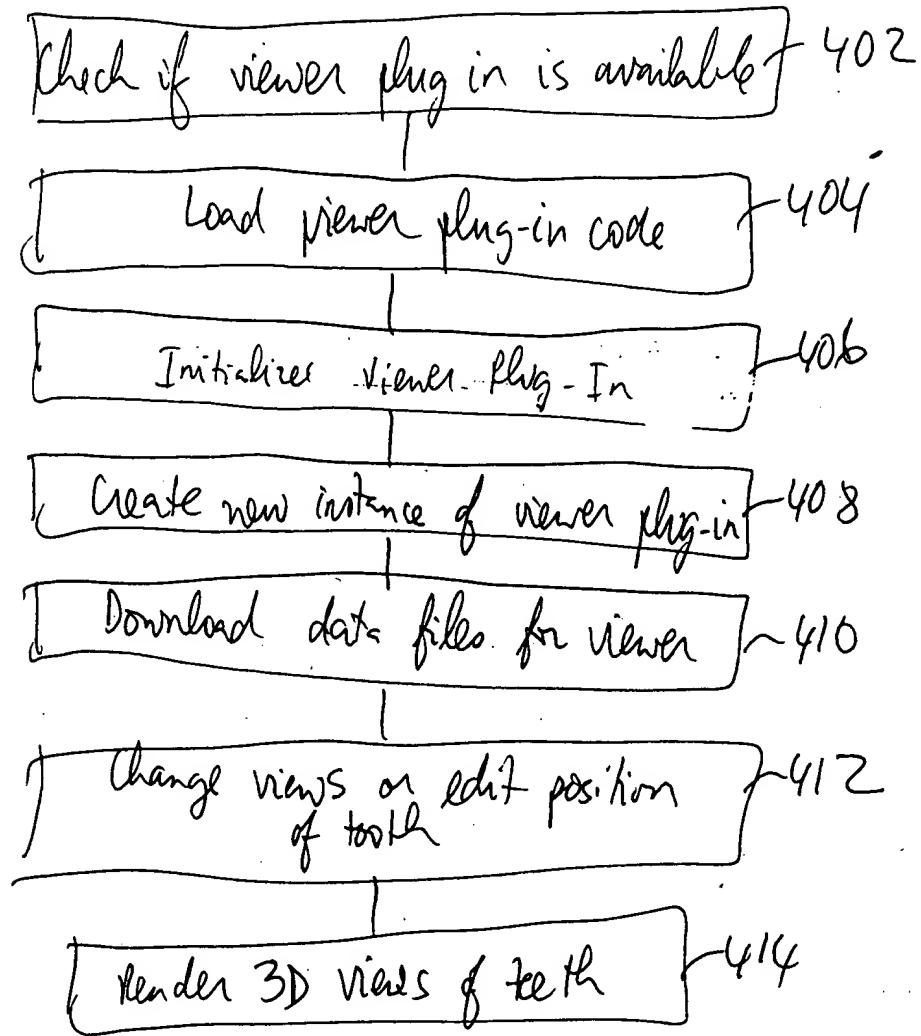 Check if viewer plug in is available 402
Load viewer plug-in code 404
Initializes viewer Plug-In 406
Create new instance of viewer plug-in 408
Download data files for viewer 410
Change views or edit position 412
of tooth
Render 3D views of teeth 414